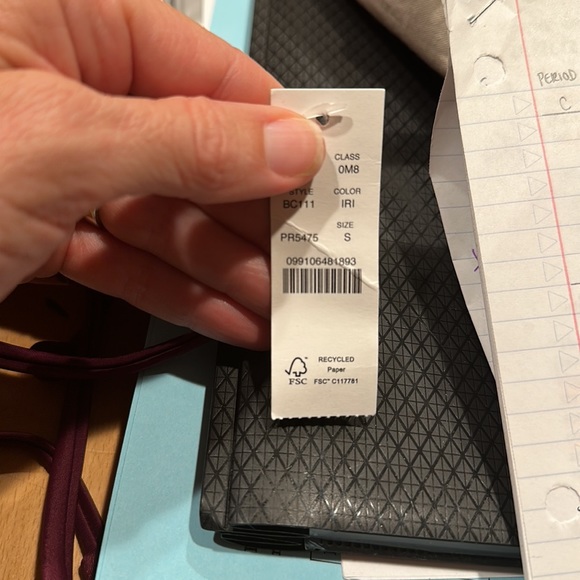 CLASS
0M8
STYLE COLOR
BC111 IRI
SIZE
PR5475 S
099106481893
RECYCLED
Paper
FSC
FSC® C117781
PERIOD
C